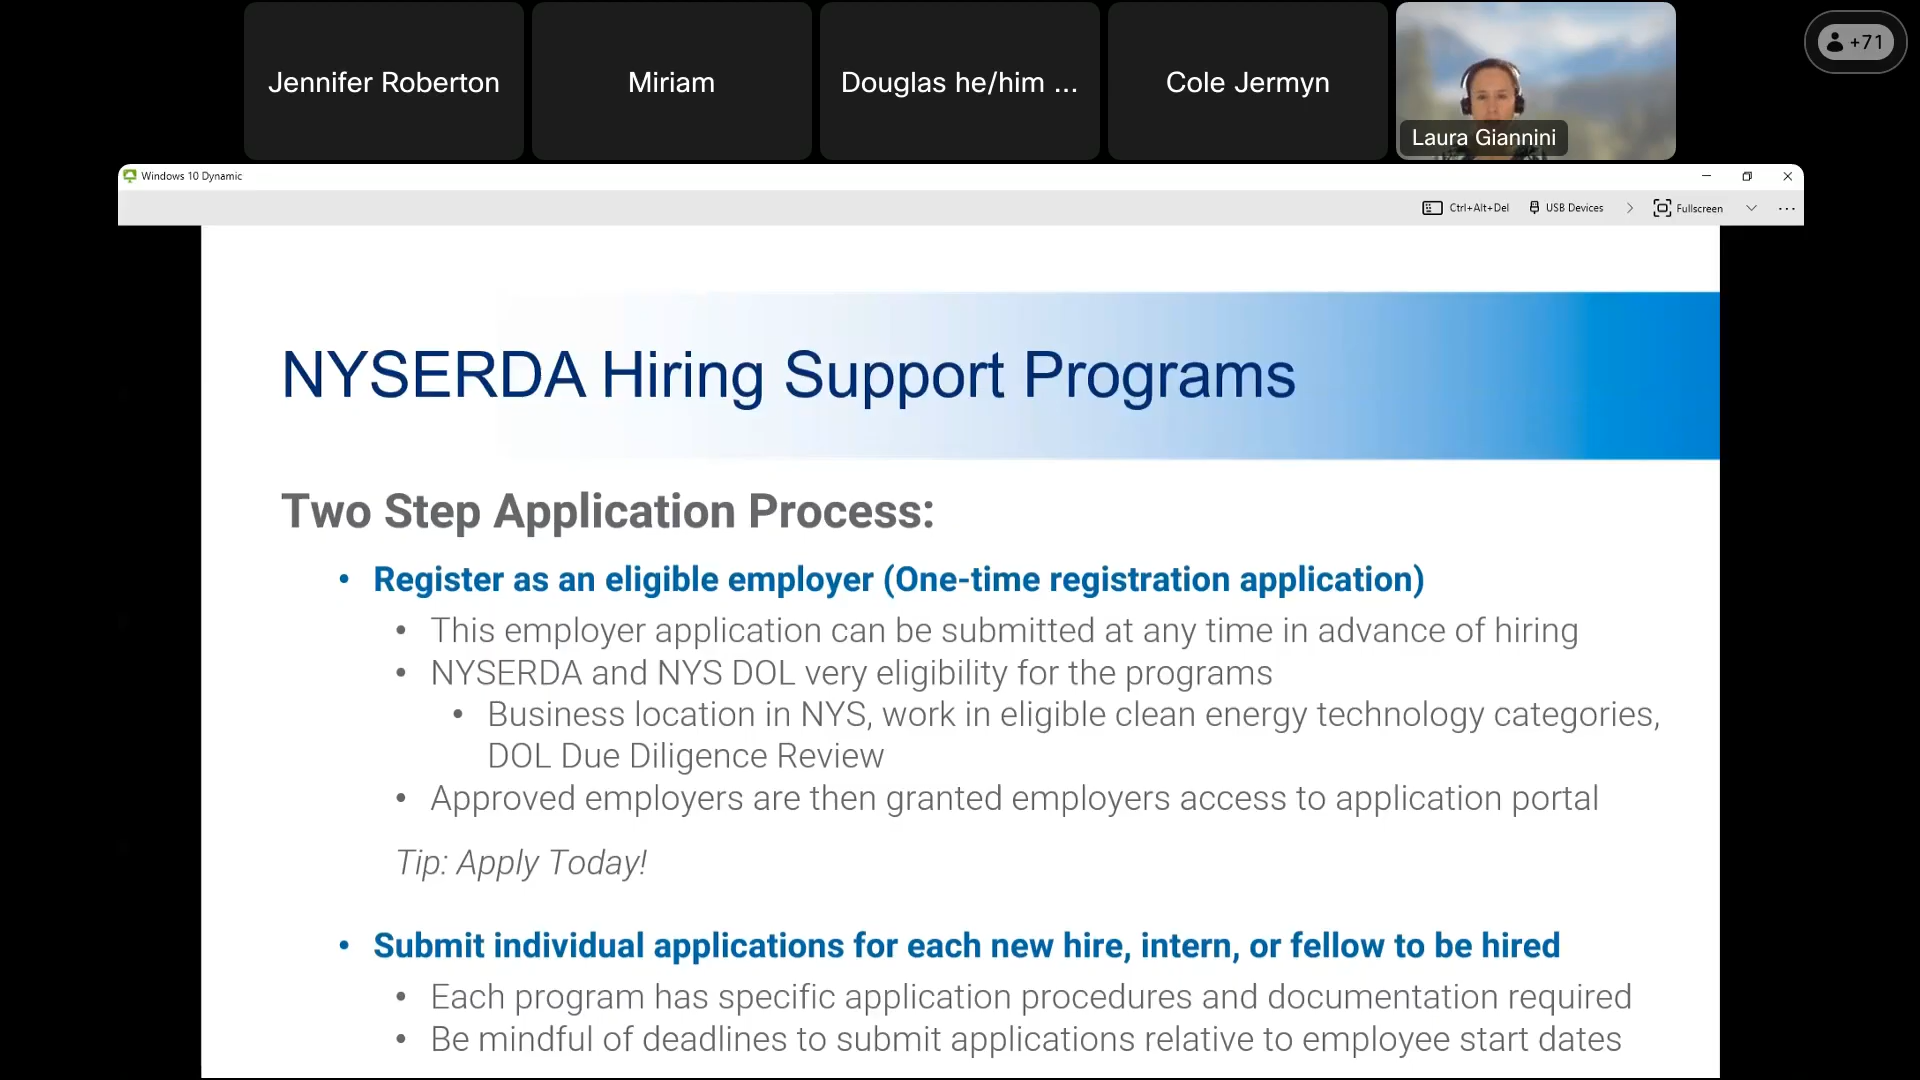 Jennifer Roberton
Miriam
Douglas he/him ...
Cole Jermyn
Laura Giannini
+71
Windows 10 Dynamic
Ctrl+Alt+Del
USB Devices
Fullscreen
NYSERDA Hiring Support Programs
Two Step Application Process:
• Register as an eligible employer (One-time registration application)
• This employer application can be submitted at any time in advance of hiring
• NYSERDA and NYS DOL very eligibility for the programs
• Business location in NYS, work in eligible clean energy technology categories,
DOL Due Diligence Review
• Approved employers are then granted employers access to application portal
Tip: Apply Today!
• Submit individual applications for each new hire, intern, or fellow to be hired
• Each program has specific application procedures and documentation required
• Be mindful of deadlines to submit applications relative to employee start dates